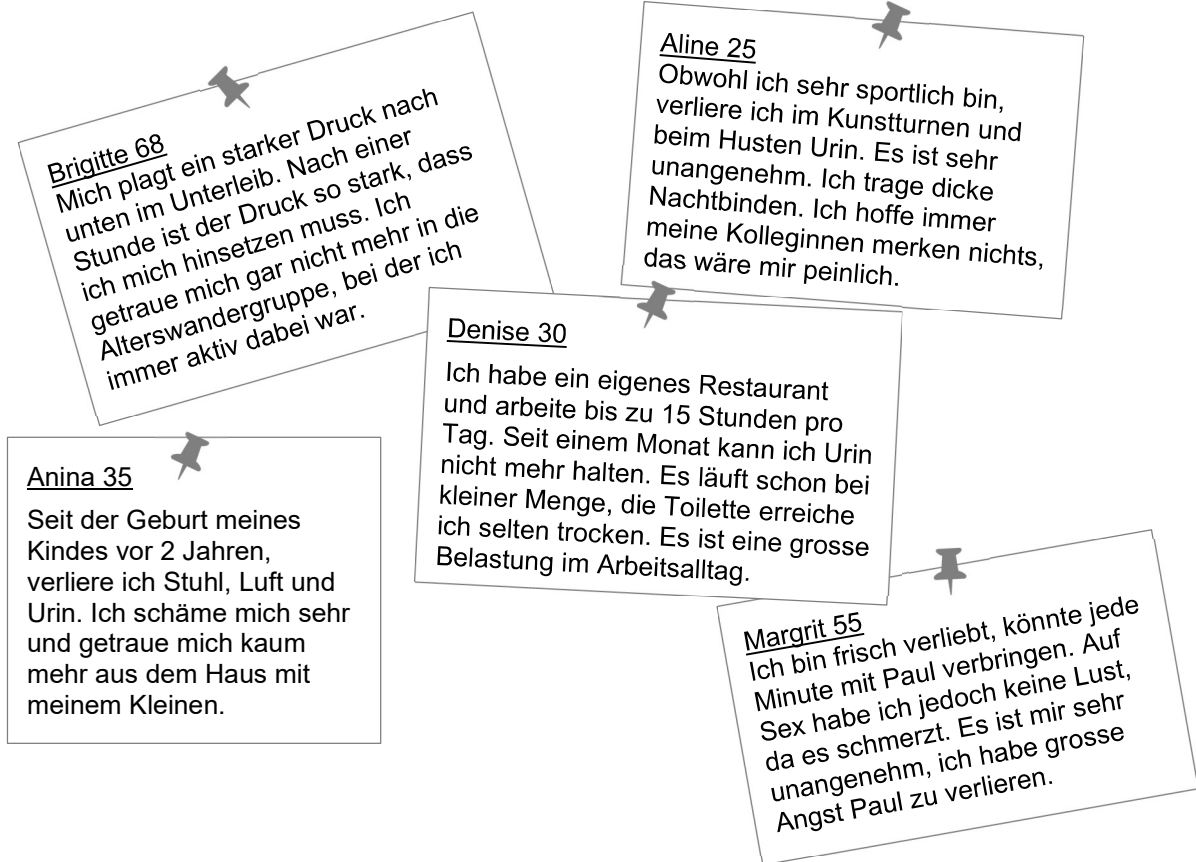 Brigitte 68
Mich plagt ein starker Druck nach
unten im Unterleib. Nach einer
Stunde ist der Druck so stark, dass
ich mich hinsetzen muss. Ich
getraue mich gar nicht mehr in die
Alterswandergruppe, bei der ich
immer aktiv dabei war.
Aline 25
Obwohl ich sehr sportlich bin,
verliere ich im Kunstturnen und
beim Husten Urin. Es ist sehr
unangenehm. Ich trage dicke
Nachtbinden. Ich hoffe immer
meine Kolleginnen merken nichts,
das wäre mir peinlich.
Denise 30
Ich habe ein eigenes Restaurant
und arbeite bis zu 15 Stunden pro
Tag. Seit einem Monat kann ich Urin
nicht mehr halten. Es läuft schon bei
kleiner Menge, die Toilette erreiche
ich selten trocken. Es ist eine grosse
Belastung im Arbeitsalltag.
Anina 35
Seit der Geburt meines
Kindes vor 2 Jahren,
verliere ich Stuhl, Luft und
Urin. Ich schäme mich sehr
und getraue mich kaum
mehr aus dem Haus mit
meinem Kleinen.
Margrit 55
Ich bin frisch verliebt, könnte jede
Minute mit Paul verbringen. Auf
Sex habe ich jedoch keine Lust,
da es schmerzt. Es ist mir sehr
unangenehm, ich habe grosse
Angst Paul zu verlieren.